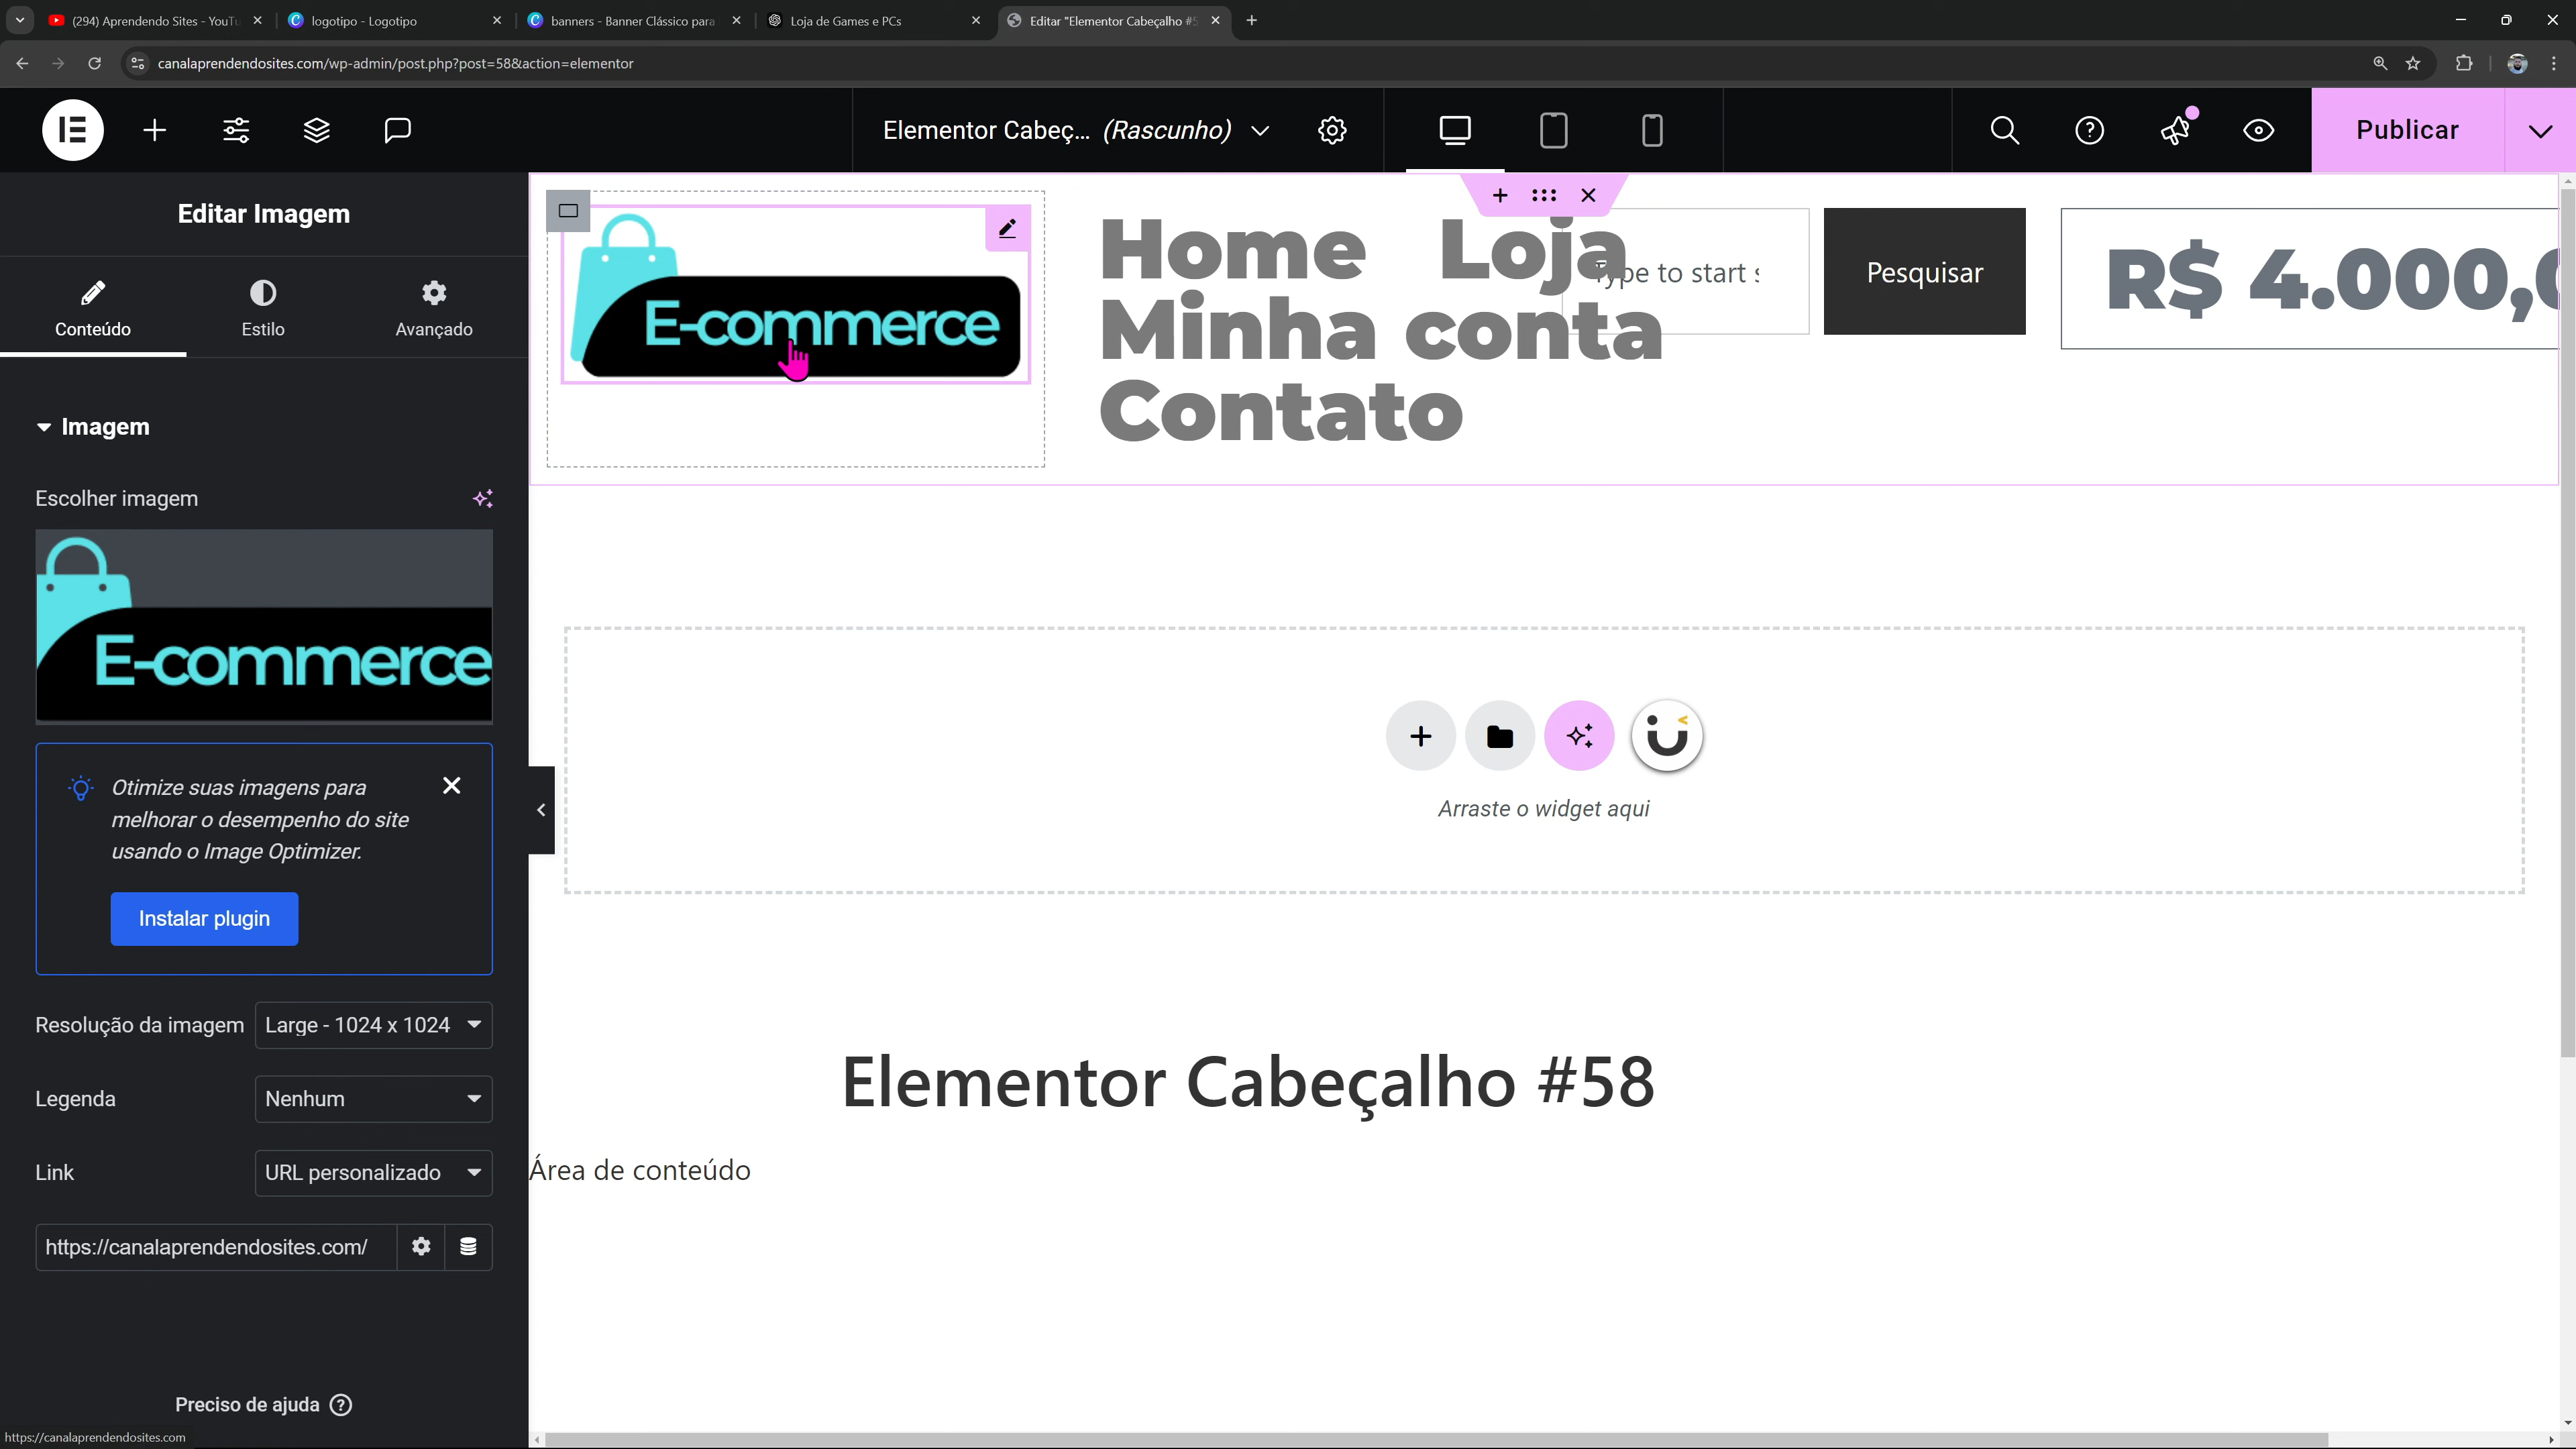 (294) Aprendendo Sites - YouTu
logotipo - Logotipo
banners - Banner Clássico para
Loja de Games e PCs
Editar "Elementor Cabeçalho #5
canalaprendendosites.com/wp-admin/post.php?post=58&action=elementor
Elementor Cabeç... (Rascunho)
Publicar
Editar Imagem
Conteúdo
Estilo
Avançado
Imagem
Escolher imagem
E-commerce
Otimize suas imagens para
melhorar o desempenho do site
usando o Image Optimizer.
Instalar plugin
Resolução da imagem
Large - 1024 x 1024
Legenda
Nenhum
Link
URL personalizado
https://canalaprendendosites.com/
Preciso de ajuda
https://canalaprendendosites.com
E-commerce
Home Loja
Minha conta
Contato
Type to start s
Pesquisar
R$ 4.000,0
Arraste o widget aqui
Elementor Cabeçalho #58
Área de conteúdo